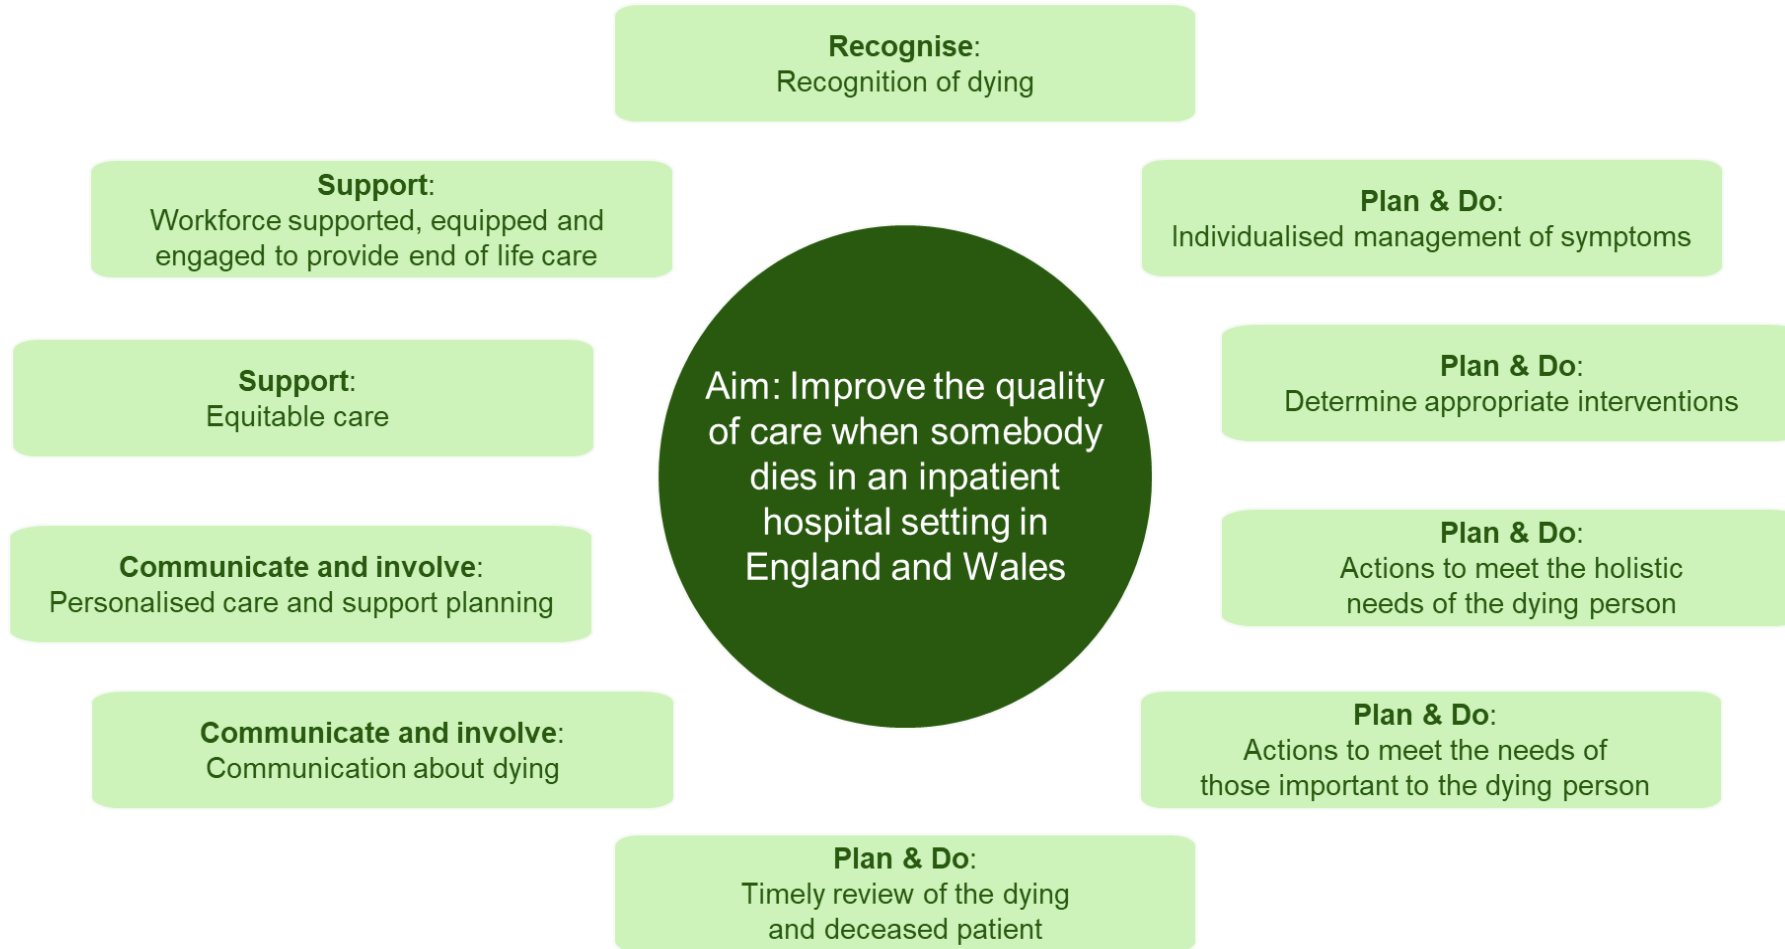 Recognise:
Recognition of dying
Support:
Workforce supported, equipped and
engaged to provide end of life care
Plan & Do:
Individualised management of symptoms
Support:
Equitable care
Aim: Improve the quality
of care when somebody
dies in an inpatient
hospital setting in
England and Wales
Plan & Do:
Determine appropriate interventions
Communicate and involve:
Personalised care and support planning
Plan & Do:
Actions to meet the holistic
needs of the dying person
Communicate and involve:
Communication about dying
Plan & Do:
Actions to meet the needs of
those important to the dying person
Plan & Do:
Timely review of the dying
and deceased patient